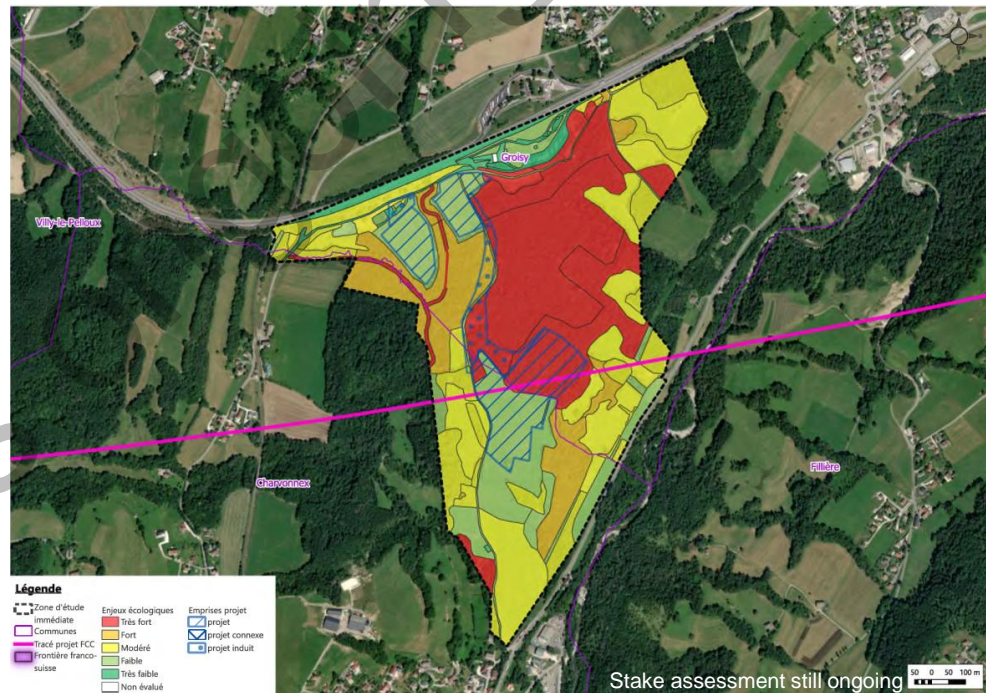 Groisy
Villy-le-Pelloux
Charvonnex
Fillière
Légende
Zone d'étude
immédiate
Communes
Tracé projet FCC
Frontière franco-
suisse
Enjeux écologiques
Très fort
Fort
Modéré
Faible
Très faible
Non évalué
Emprises projet
projet
projet connexe
projet induit
Stake assessment still ongoing
50 0 50 100 m